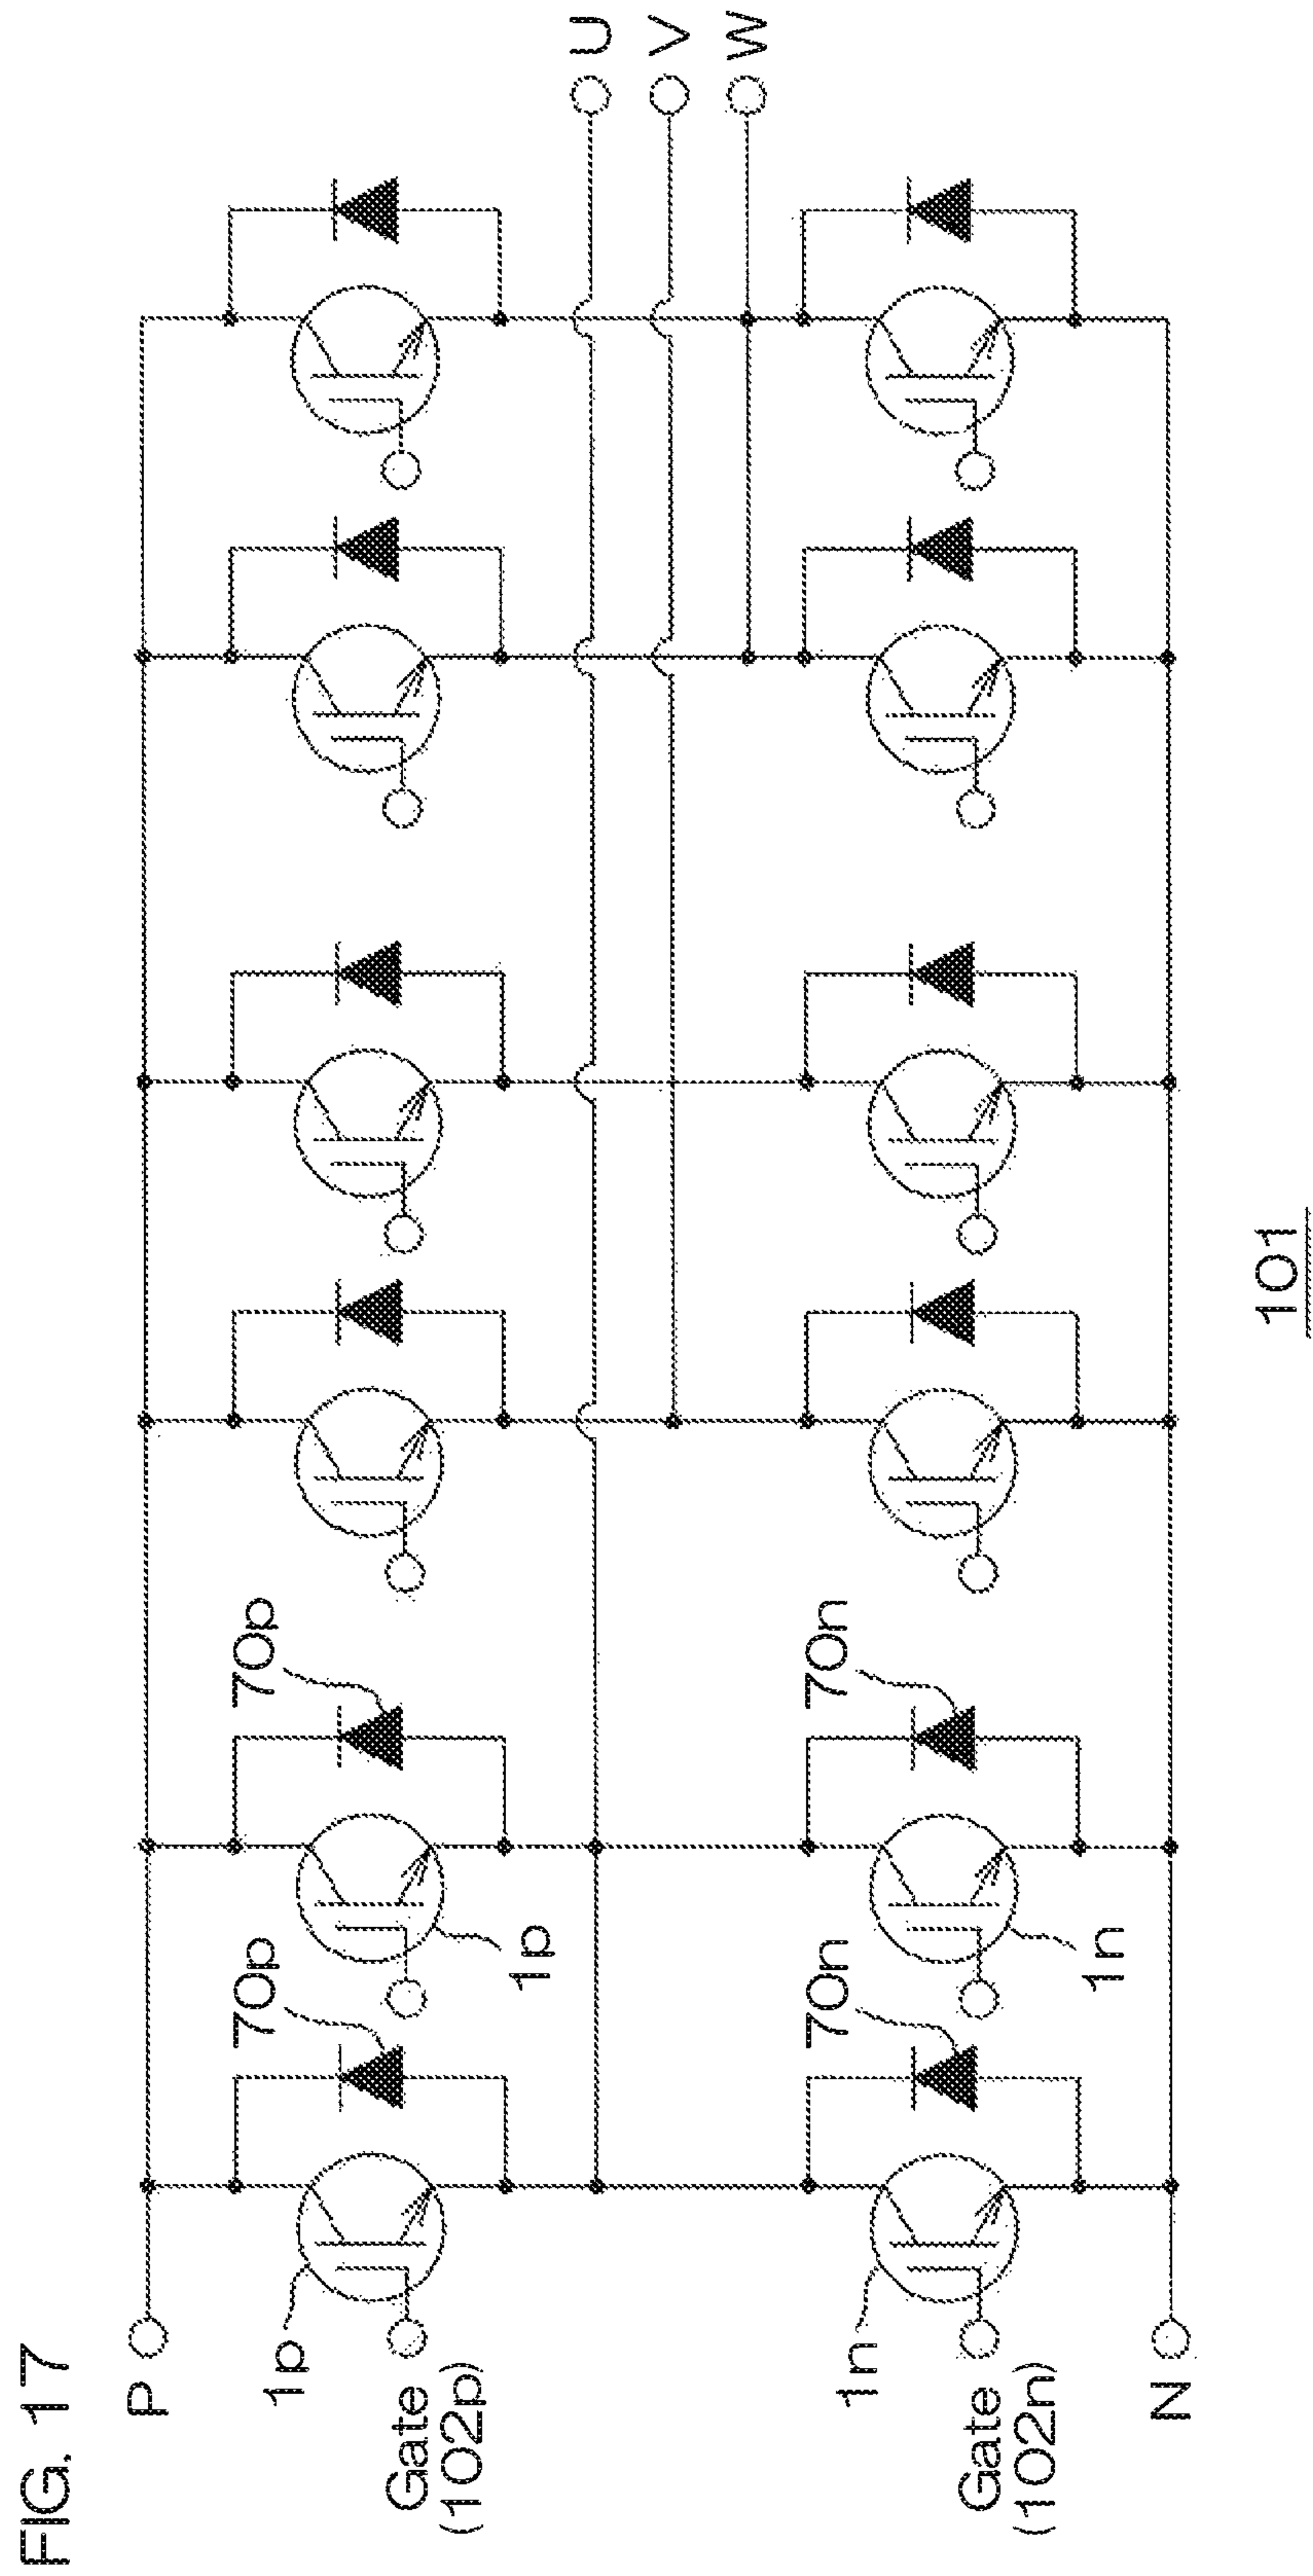 FIG. 17
P
1p
Gate
(102p)
70p
1p
70p
U
V
W
1n
Gate
(102n)
70n
1n
70n
N
101